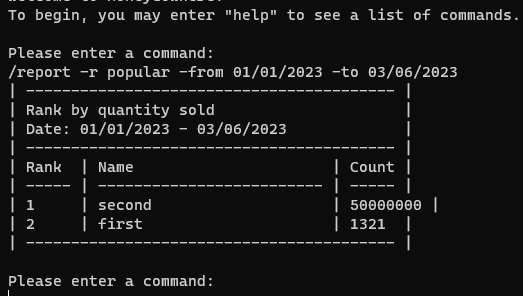 To begin, you may enter "help" to see a list of commands.
Please enter a command:
/report -r popular -from 01/01/2023 -to 03/06/2023
| ----------------------------------------- |
| Rank by quantity sold                     |
| Date: 01/01/2023 - 03/06/2023             |
| ----------------------------------------- |
| Rank  | Name                      | Count |
| ----- | ------------------------- | ----- |
| 1     | second                    | 50000000 |
| 2     | first                     | 1321  |
| ----------------------------------------- |
Please enter a command: